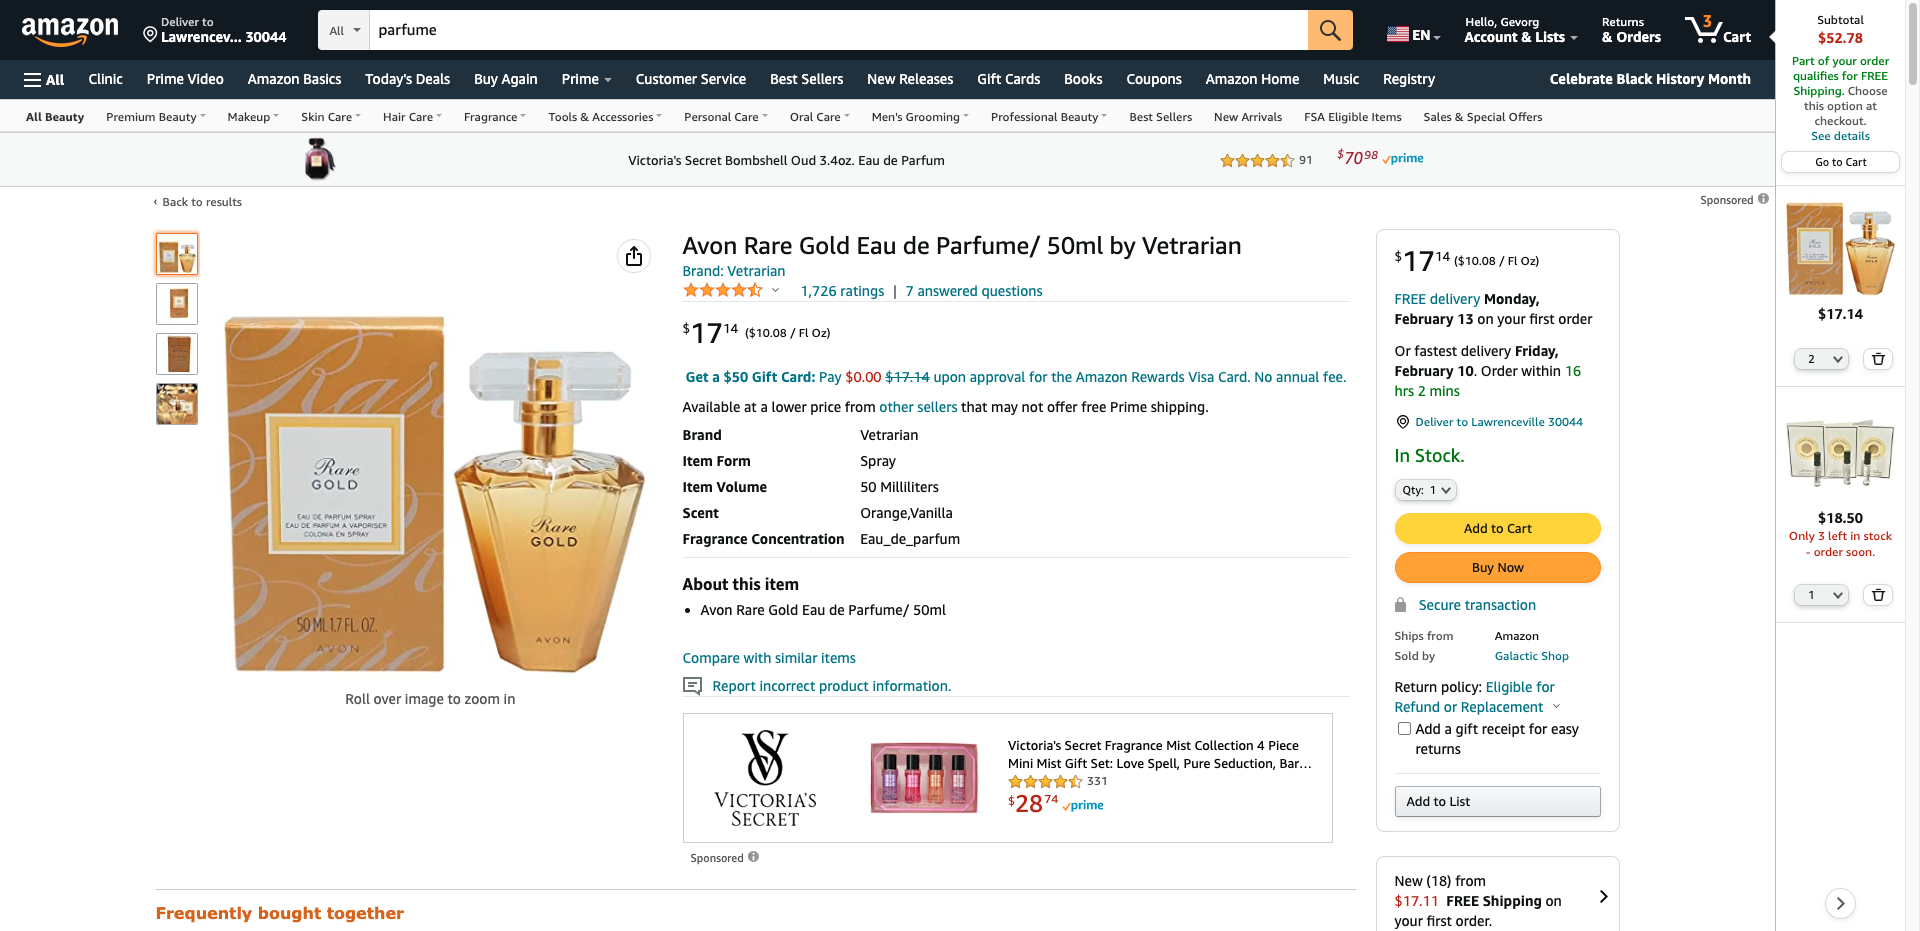 amazon
Deliver to
Lawrencev... 30044
All
parfume
EN
Hello, Gevorg
Account & Lists
Returns
& Orders
3
Cart
All
Clinic
Prime Video
Amazon Basics
Today's Deals
Buy Again
Prime
Customer Service
Best Sellers
New Releases
Gift Cards
Books
Coupons
Amazon Home
Music
Registry
Celebrate Black History Month
All Beauty
Premium Beauty
Makeup
Skin Care
Hair Care
Fragrance
Tools & Accessories
Personal Care
Oral Care
Men's Grooming
Professional Beauty
Best Sellers
New Arrivals
FSA Eligible Items
Sales & Special Offers
Victoria's Secret Bombshell Oud 3.4oz. Eau de Parfum
91
$7098
prime
‹ Back to results
Sponsored
Rare
GOLD
EAU DE PARFUM SPRAY
EAU DE PARFUM A VAPORISER
COLONIA EN SPRAY
50 ML 1.7 FL. OZ.
AVON
Rare
GOLD
AVON
Roll over image to zoom in
Avon Rare Gold Eau de Parfume/ 50ml by Vetrarian
Brand: Vetrarian
1,726 ratings | 7 answered questions
$1714 ($10.08 / Fl Oz)
Get a $50 Gift Card: Pay $0.00 $17.14 upon approval for the Amazon Rewards Visa Card. No annual fee.
Available at a lower price from other sellers that may not offer free Prime shipping.
Brand Vetrarian
Item Form Spray
Item Volume 50 Milliliters
Scent Orange,Vanilla
Fragrance Concentration Eau_de_parfum
About this item
• Avon Rare Gold Eau de Parfume/ 50ml
Compare with similar items
Report incorrect product information.
VS
VICTORIA'S
SECRET
Victoria's Secret Fragrance Mist Collection 4 Piece
Mini Mist Gift Set: Love Spell, Pure Seduction, Bar...
331
$2874
prime
Sponsored
Frequently bought together
$1714 ($10.08 / Fl Oz)
FREE delivery Monday,
February 13 on your first order
Or fastest delivery Friday,
February 10. Order within 16
hrs 2 mins
Deliver to Lawrenceville 30044
In Stock.
Qty: 1
Add to Cart
Buy Now
Secure transaction
Ships from Amazon
Sold by Galactic Shop
Return policy: Eligible for
Refund or Replacement
Add a gift receipt for easy
returns
Add to List
New (18) from
$17.11 FREE Shipping on
your first order.
Subtotal
$52.78
Part of your order
qualifies for FREE
Shipping. Choose
this option at
checkout.
See details
Go to Cart
Rare
GOLD
$17.14
2
$18.50
Only 3 left in stock
- order soon.
1